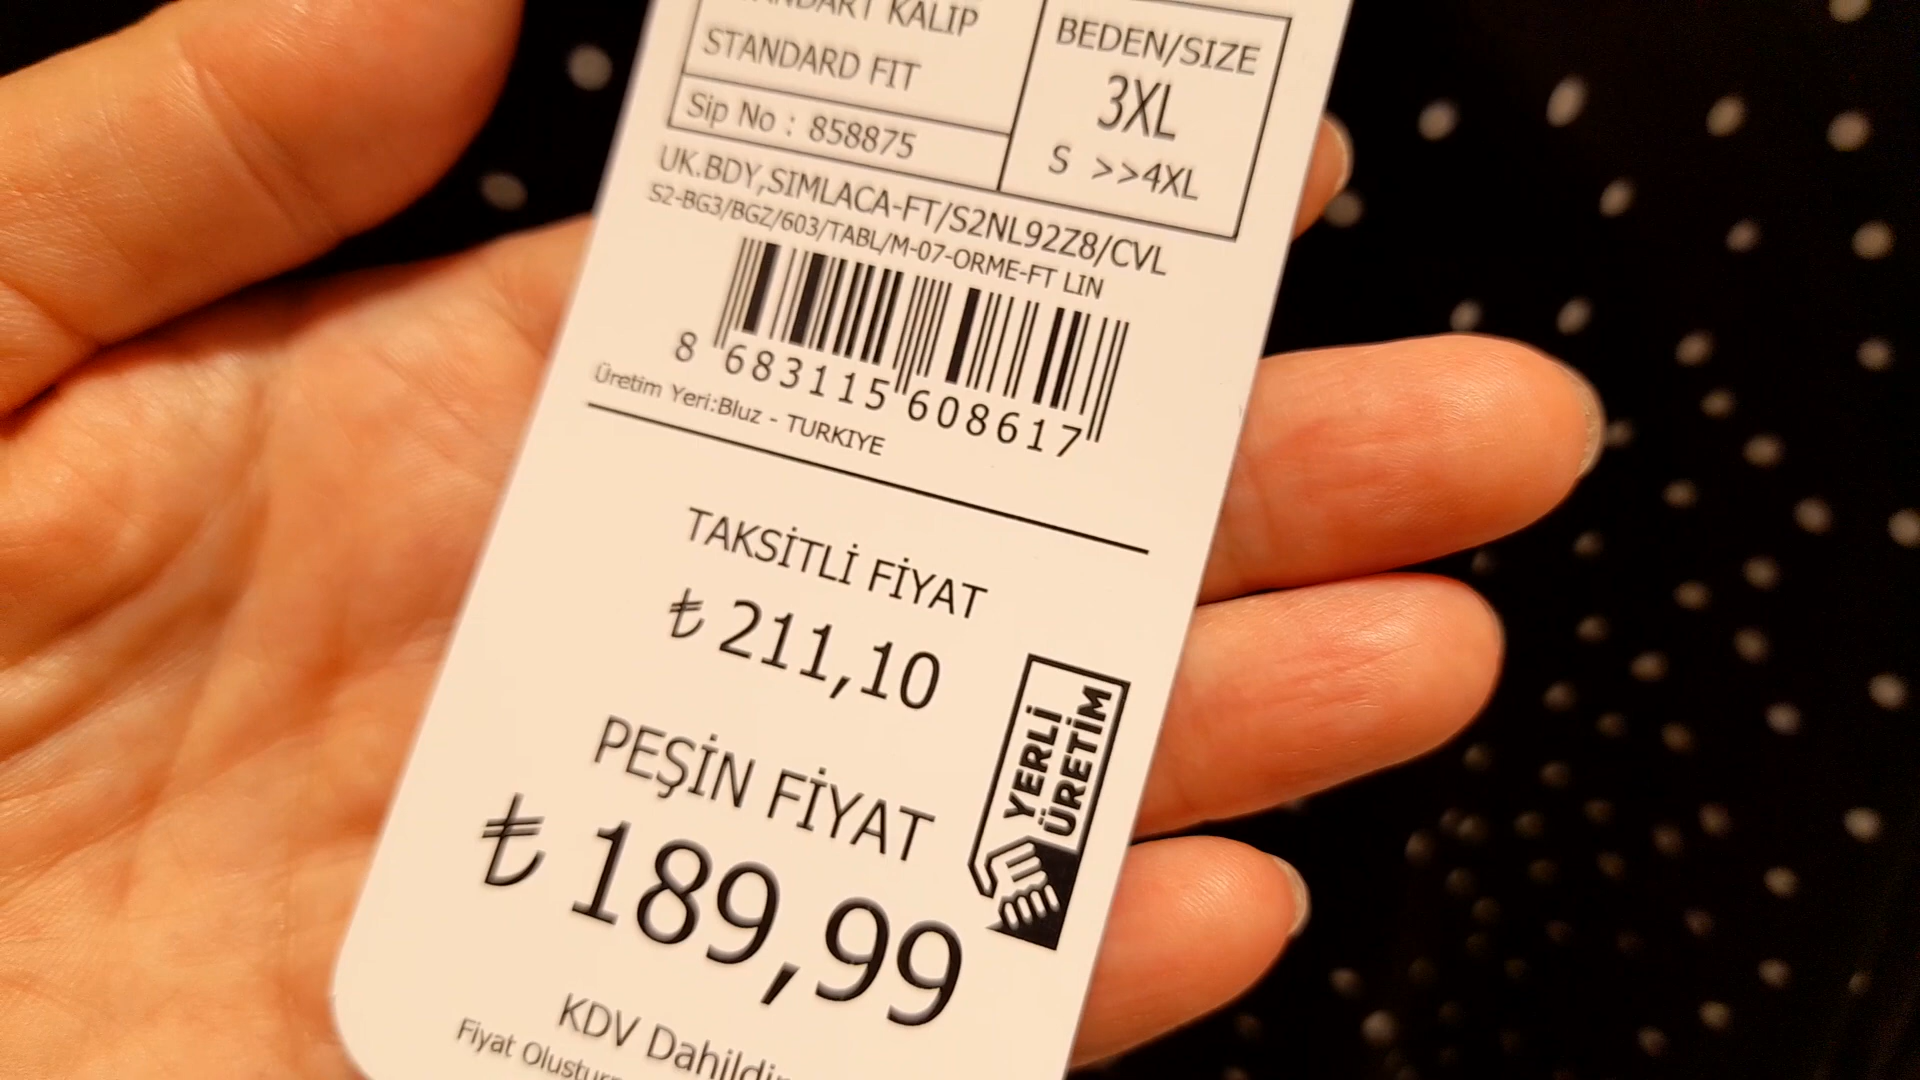 KALIP
STANDARD FIT
Sip No : 858875
BEDEN/SIZE
3XL
S >>4XL
UK.BDY,SIMLACA-FT/S2NL92Z8/CVL
S2-BG3/BGZ/603/TABL/M-07-ORME-FT LIN
8 683115 608617
Üretim Yeri:Bluz - TURKIYE
TAKSİTLİ FİYAT
₺ 211,10
PEŞİN FİYAT
₺ 189,99
YERLİ
ÜRETİM
KDV Dahildir
Fiyat